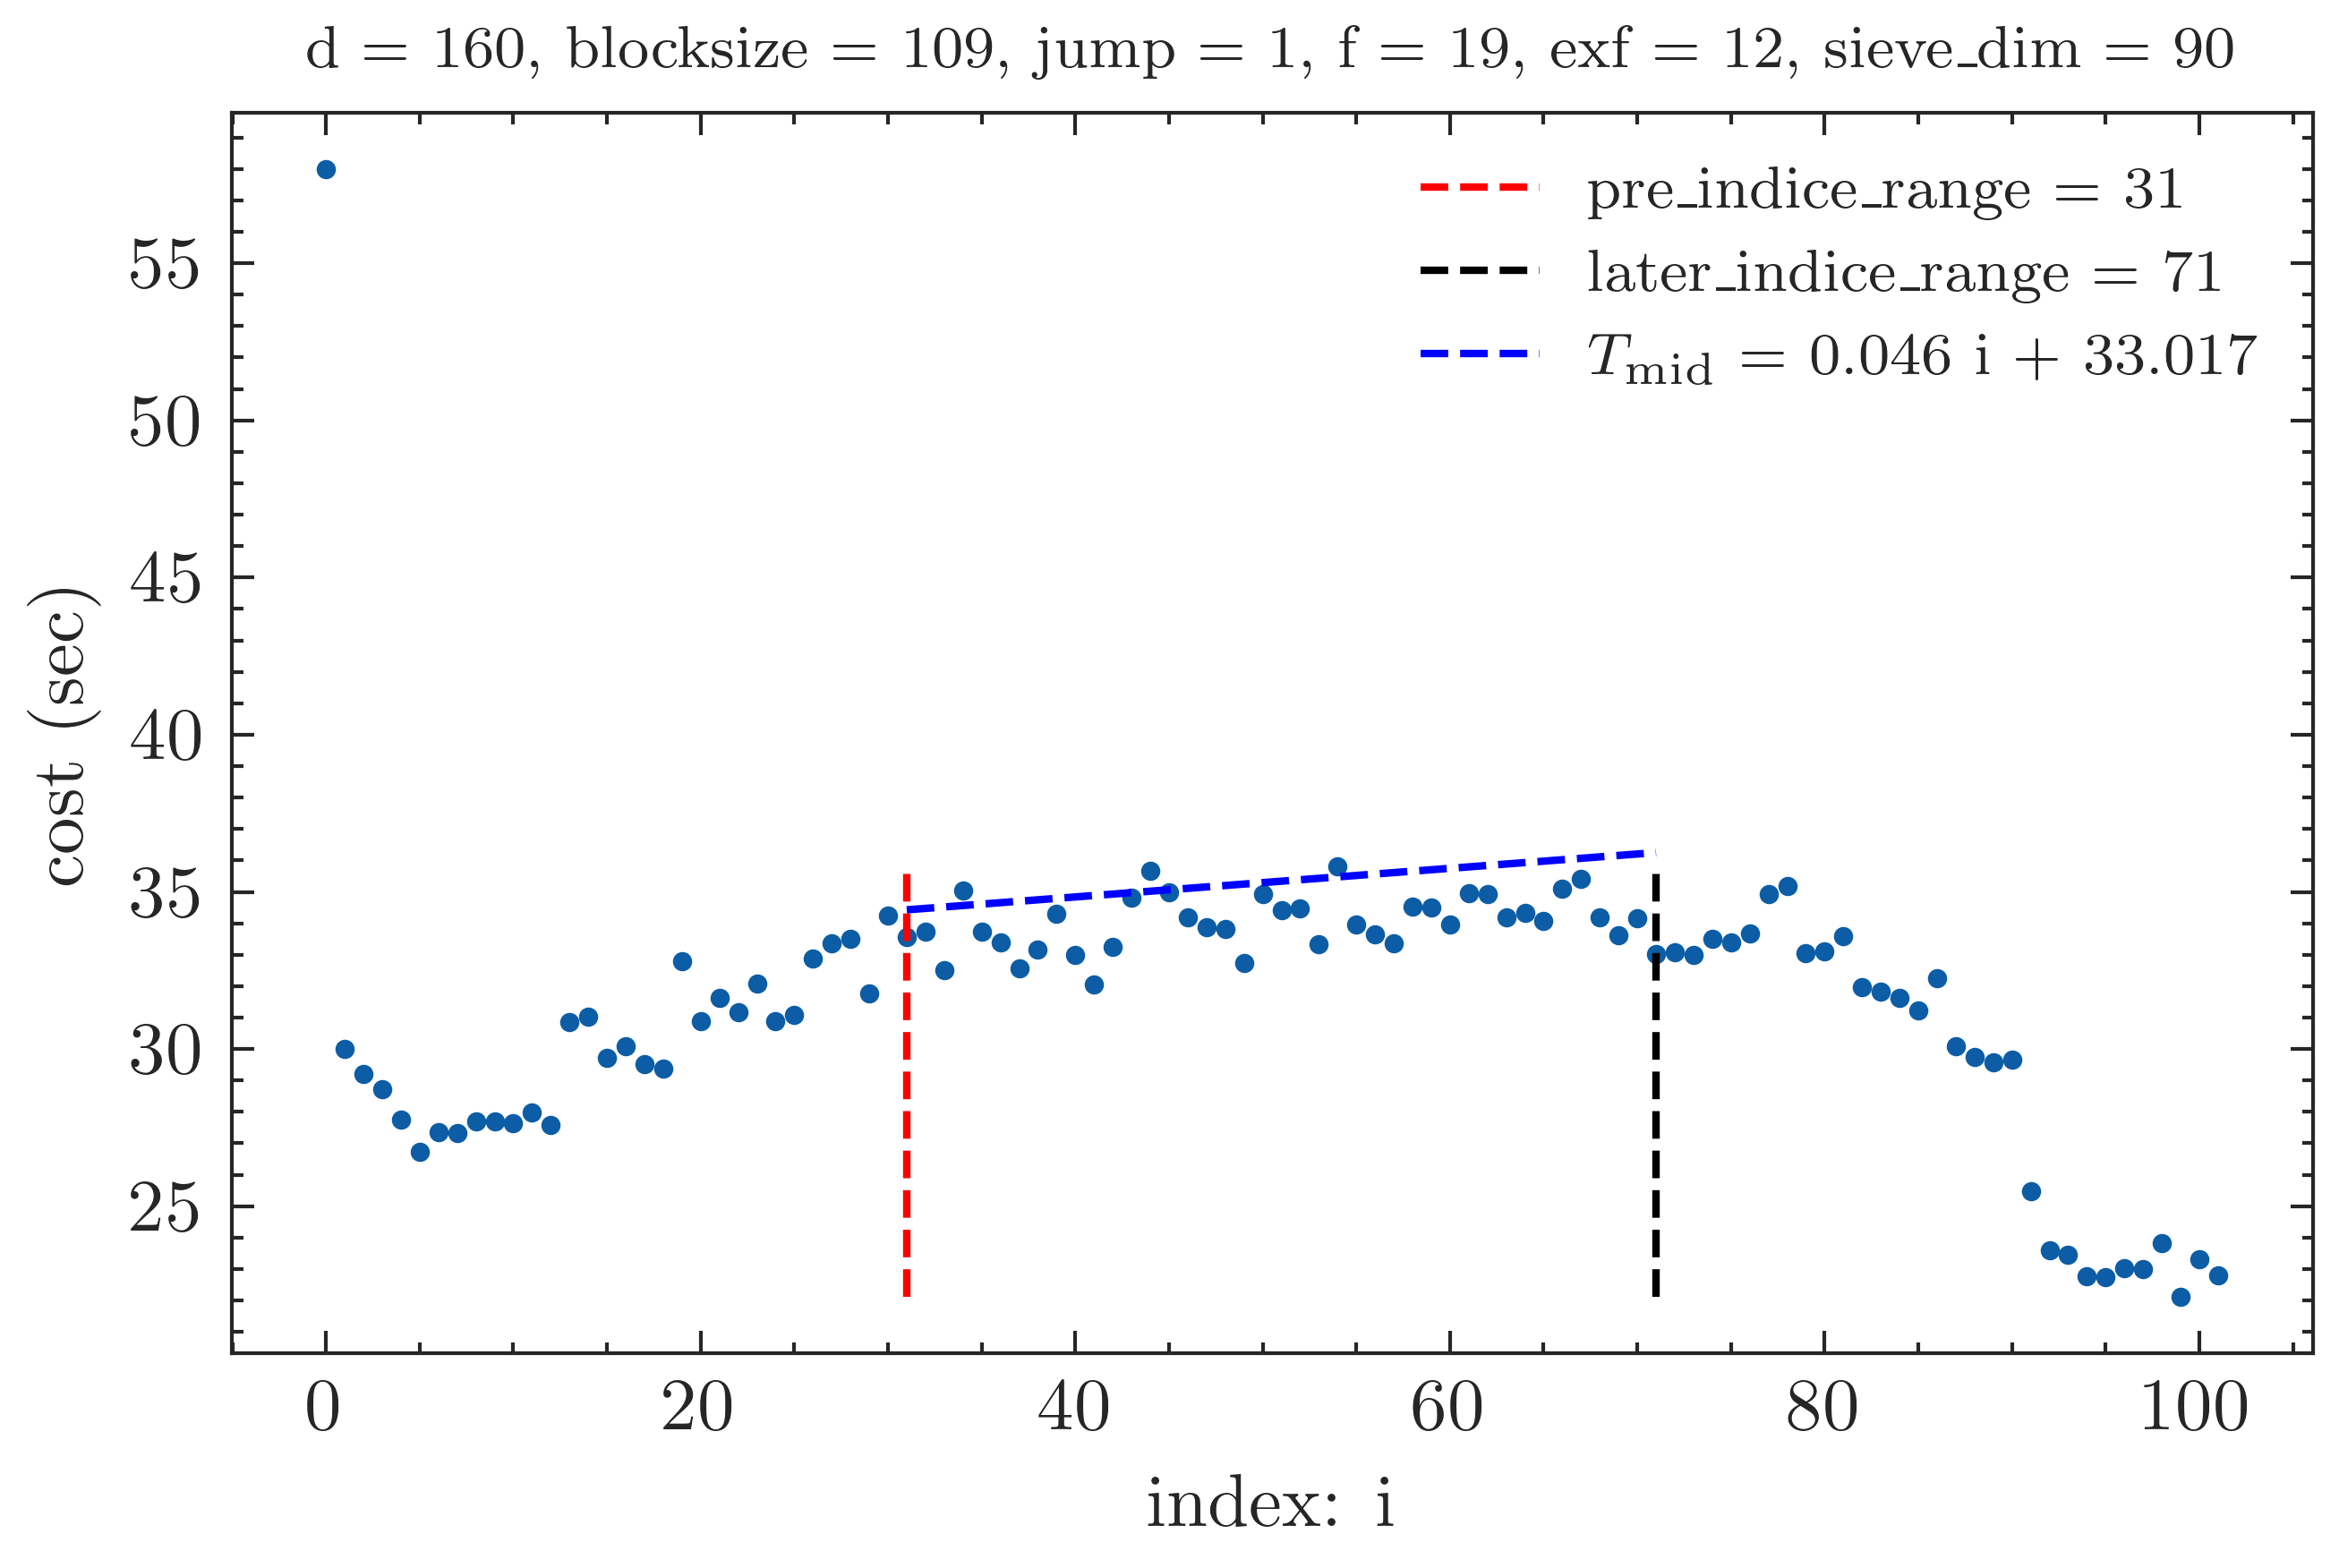 d = 160, blocksize = 109, jump = 1, f = 19, exf = 12, sieve_dim = 90
pre_indice_range = 31
later_indice_range = 71
T_mid = 0.046 i + 33.017
cost (sec)
55
50
45
40
35
30
25
0 20 40 60 80 100
index: i